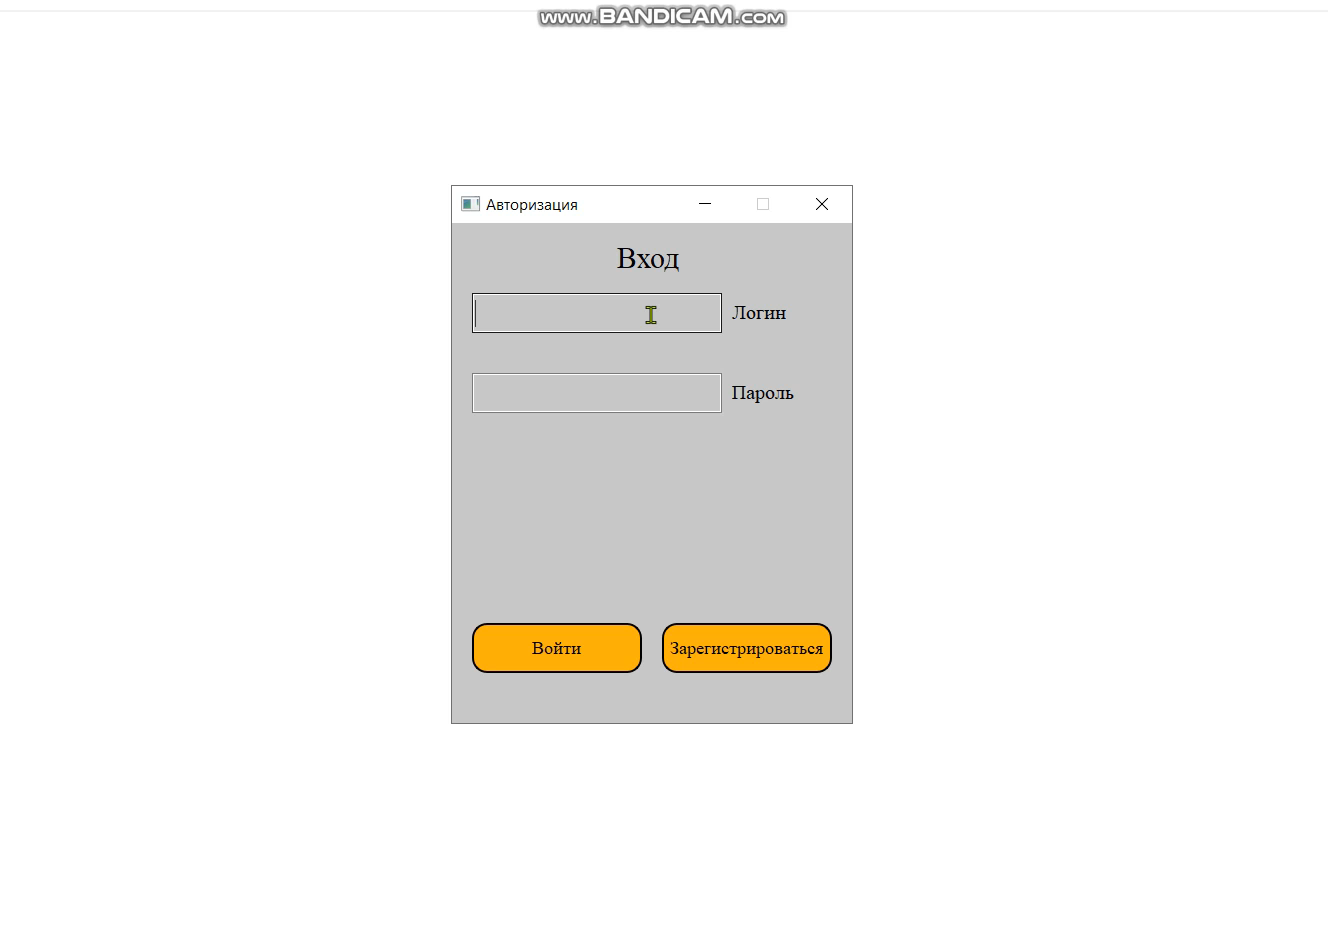 www.BANDICAM.com
Авторизация
Вход
Логин
Пароль
Войти
Зарегистрироваться